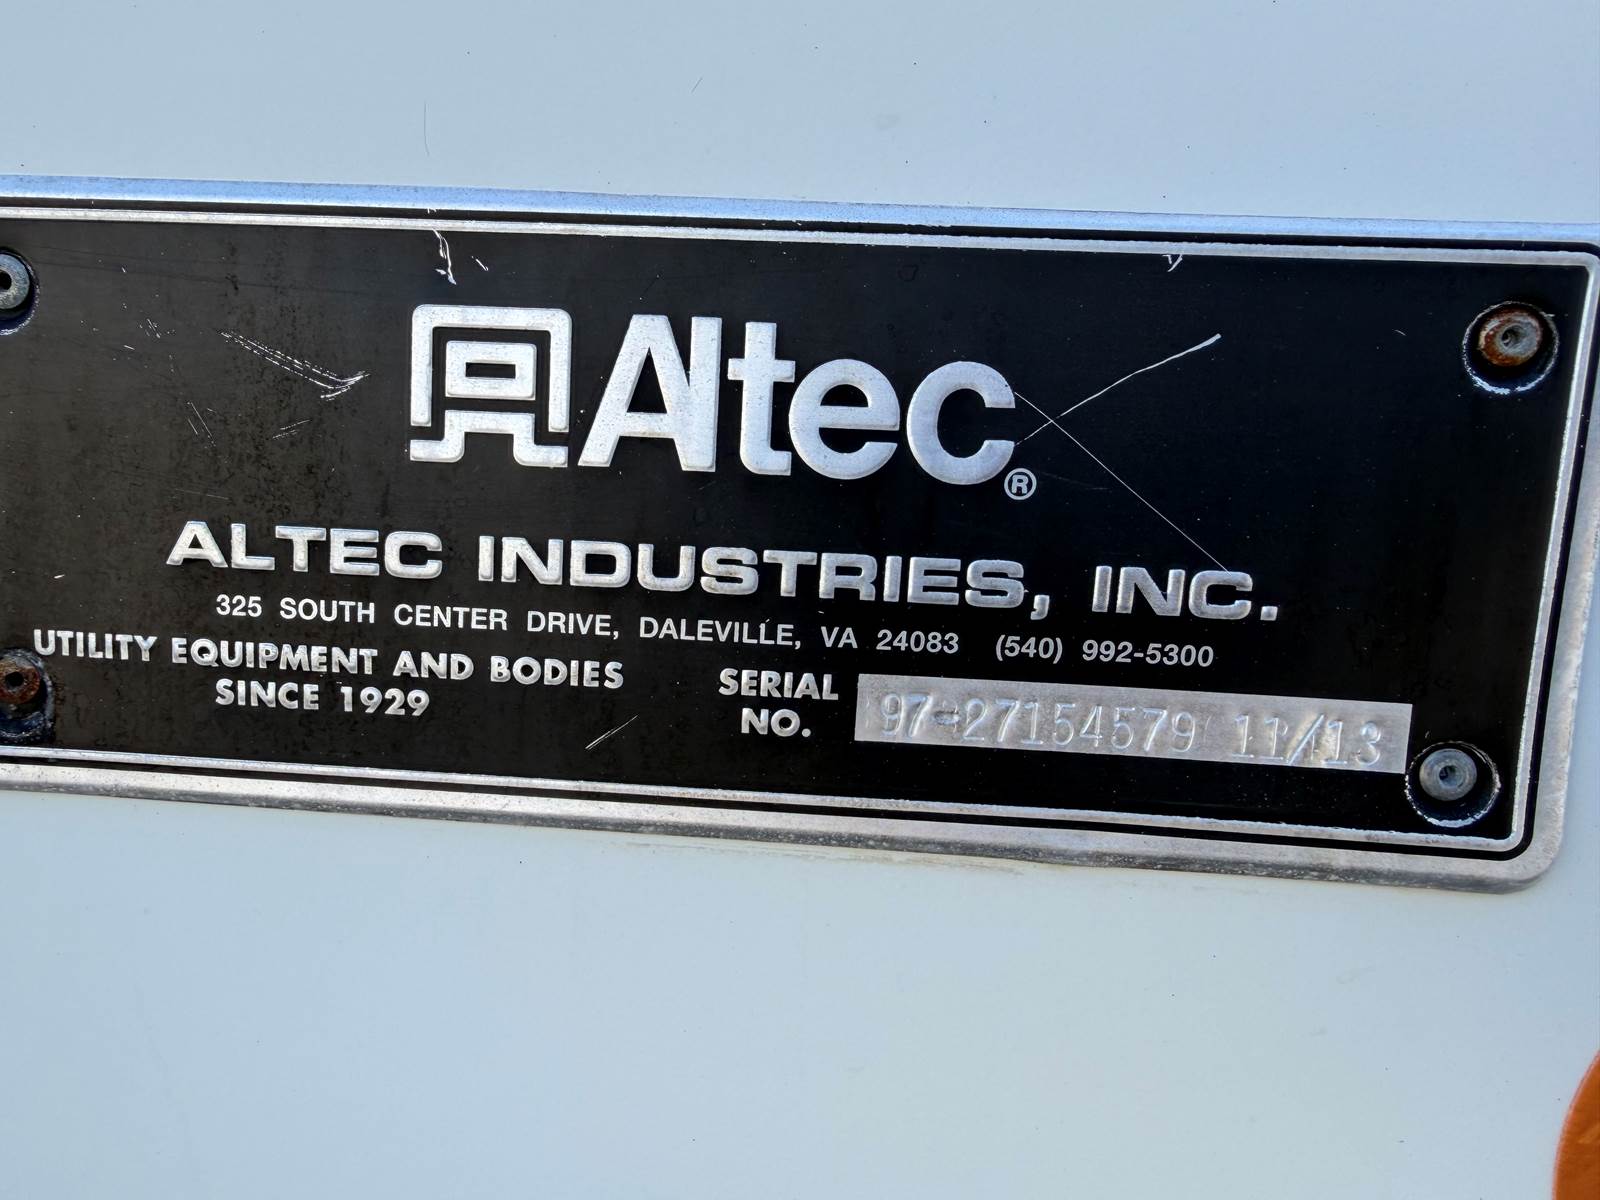 Altec®
ALTEC INDUSTRIES, INC.
325 SOUTH CENTER DRIVE, DALEVILLE, VA 24083 (540) 992-5300
UTILITY EQUIPMENT AND BODIES
SINCE 1929
SERIAL
NO.
97-27154579 11/13